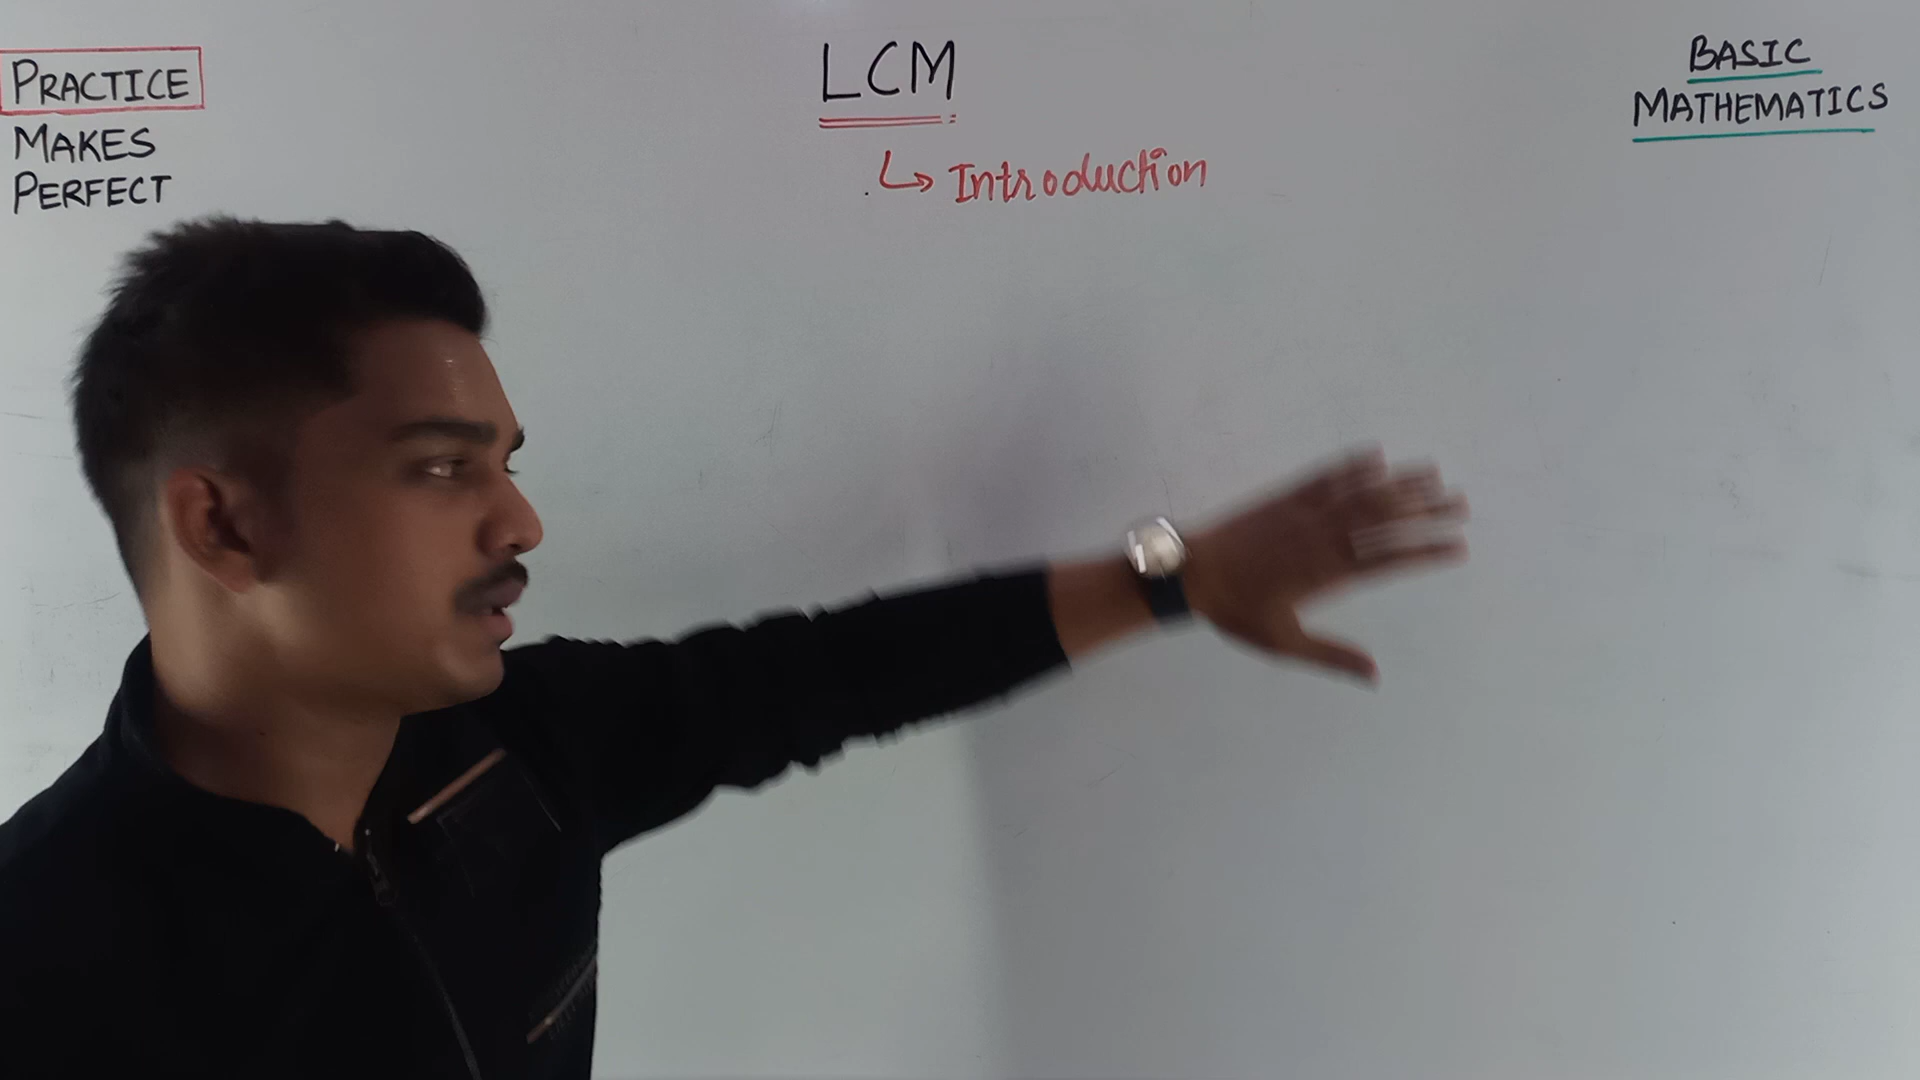 PRACTICE
MAKES
PERFECT
LCM
Introduction
BASIC
MATHEMATICS